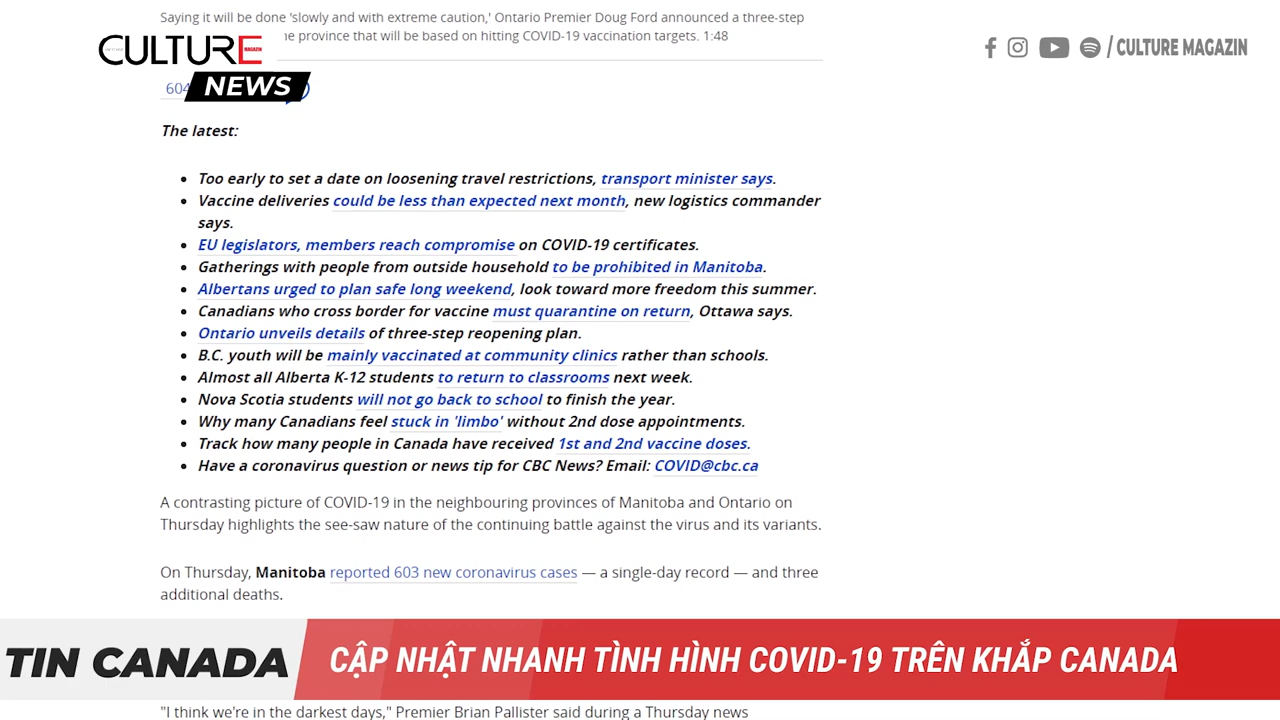 Saying it will be done 'slowly and with extreme caution,' Ontario Premier Doug Ford announced a three-step
province that will be based on hitting COVID-19 vaccination targets. 1:48
CULTURE
MAGAZIN
NEWS
/ CULTURE MAGAZIN
604
The latest:
• Too early to set a date on loosening travel restrictions, transport minister says.
• Vaccine deliveries could be less than expected next month, new logistics commander
says.
• EU legislators, members reach compromise on COVID-19 certificates.
• Gatherings with people from outside household to be prohibited in Manitoba.
• Albertans urged to plan safe long weekend, look toward more freedom this summer.
• Canadians who cross border for vaccine must quarantine on return, Ottawa says.
• Ontario unveils details of three-step reopening plan.
• B.C. youth will be mainly vaccinated at community clinics rather than schools.
• Almost all Alberta K-12 students to return to classrooms next week.
• Nova Scotia students will not go back to school to finish the year.
• Why many Canadians feel stuck in 'limbo' without 2nd dose appointments.
• Track how many people in Canada have received 1st and 2nd vaccine doses.
• Have a coronavirus question or news tip for CBC News? Email: COVID@cbc.ca
A contrasting picture of COVID-19 in the neighbouring provinces of Manitoba and Ontario on
Thursday highlights the see-saw nature of the continuing battle against the virus and its variants.
On Thursday, Manitoba reported 603 new coronavirus cases — a single-day record — and three
additional deaths.
TIN CANADA
CẬP NHẬT NHANH TÌNH HÌNH COVID-19 TRÊN KHẮP CANADA
"I think we're in the darkest days," Premier Brian Pallister said during a Thursday news